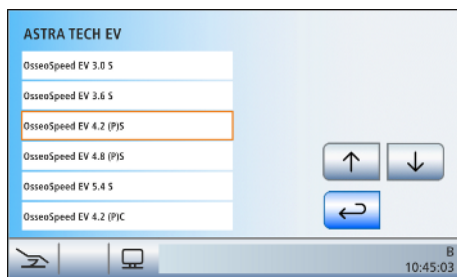 ASTRA TECH EV
OsseoSpeed EV 3.0 S
OsseoSpeed EV 3.6 S
OsseoSpeed EV 4.2 (P)S
OsseoSpeed EV 4.8 (P)S
OsseoSpeed EV 5.4 S
OsseoSpeed EV 4.2 (P)C
B
10:45:03